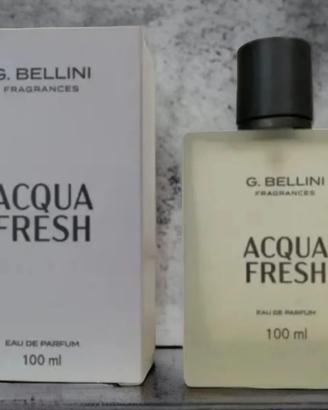 G. BELLINI
FRAGRANCES
ACQUA
FRESH
EAU DE PARFUM
100 ml
G. BELLINI
FRAGRANCES
ACQUA
FRESH
EAU DE PARFUM
100 ml